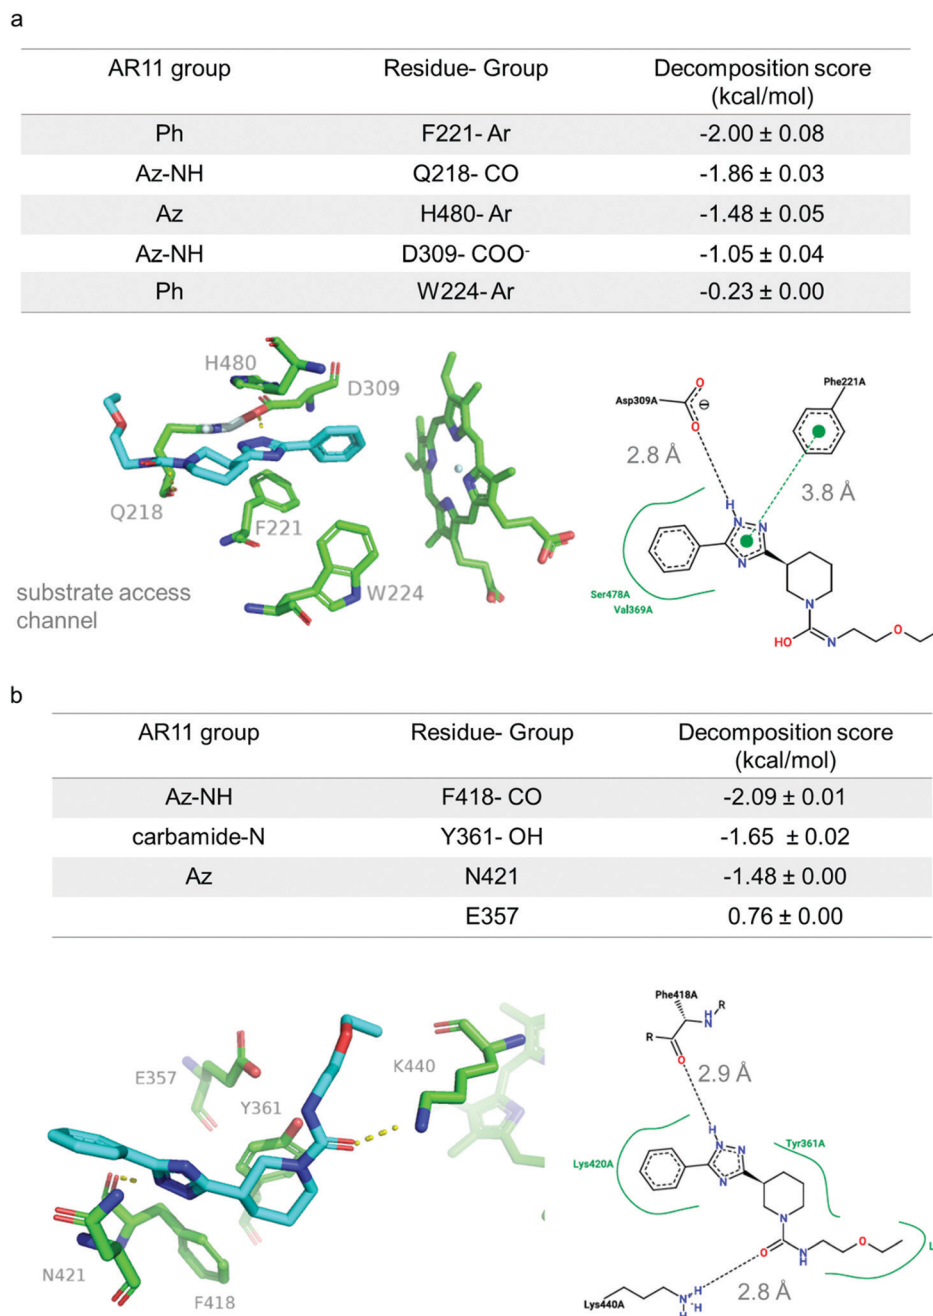 a
AR11 group Residue- Group Decomposition score
(kcal/mol)
Ph F221- Ar -2.00 ± 0.08
Az-NH Q218- CO -1.86 ± 0.03
Az H480- Ar -1.48 ± 0.05
Az-NH D309- COO-
-1.05 ± 0.04
Ph W224- Ar -0.23 ± 0.00
H480
D309
Q218
F221
W224
substrate access
channel
Asp309A
O
O
⊖
Phe221A
2.8 Å
3.8 Å
H
N
N
N
Ser478A
Val369A
N
HO
N
O
b
AR11 group Residue- Group Decomposition score
(kcal/mol)
Az-NH F418- CO -2.09 ± 0.01
carbamide-N Y361- OH -1.65 ± 0.02
Az N421 -1.48 ± 0.00
E357 0.76 ± 0.00
E357
Y361
K440
N421
F418
Phe418A
R
N
H
R
O
2.9 Å
H
N
N
N
Lys420A
Tyr361A
N
O
N
H
O
L
2.8 Å
Lys440A
N
H
H
H